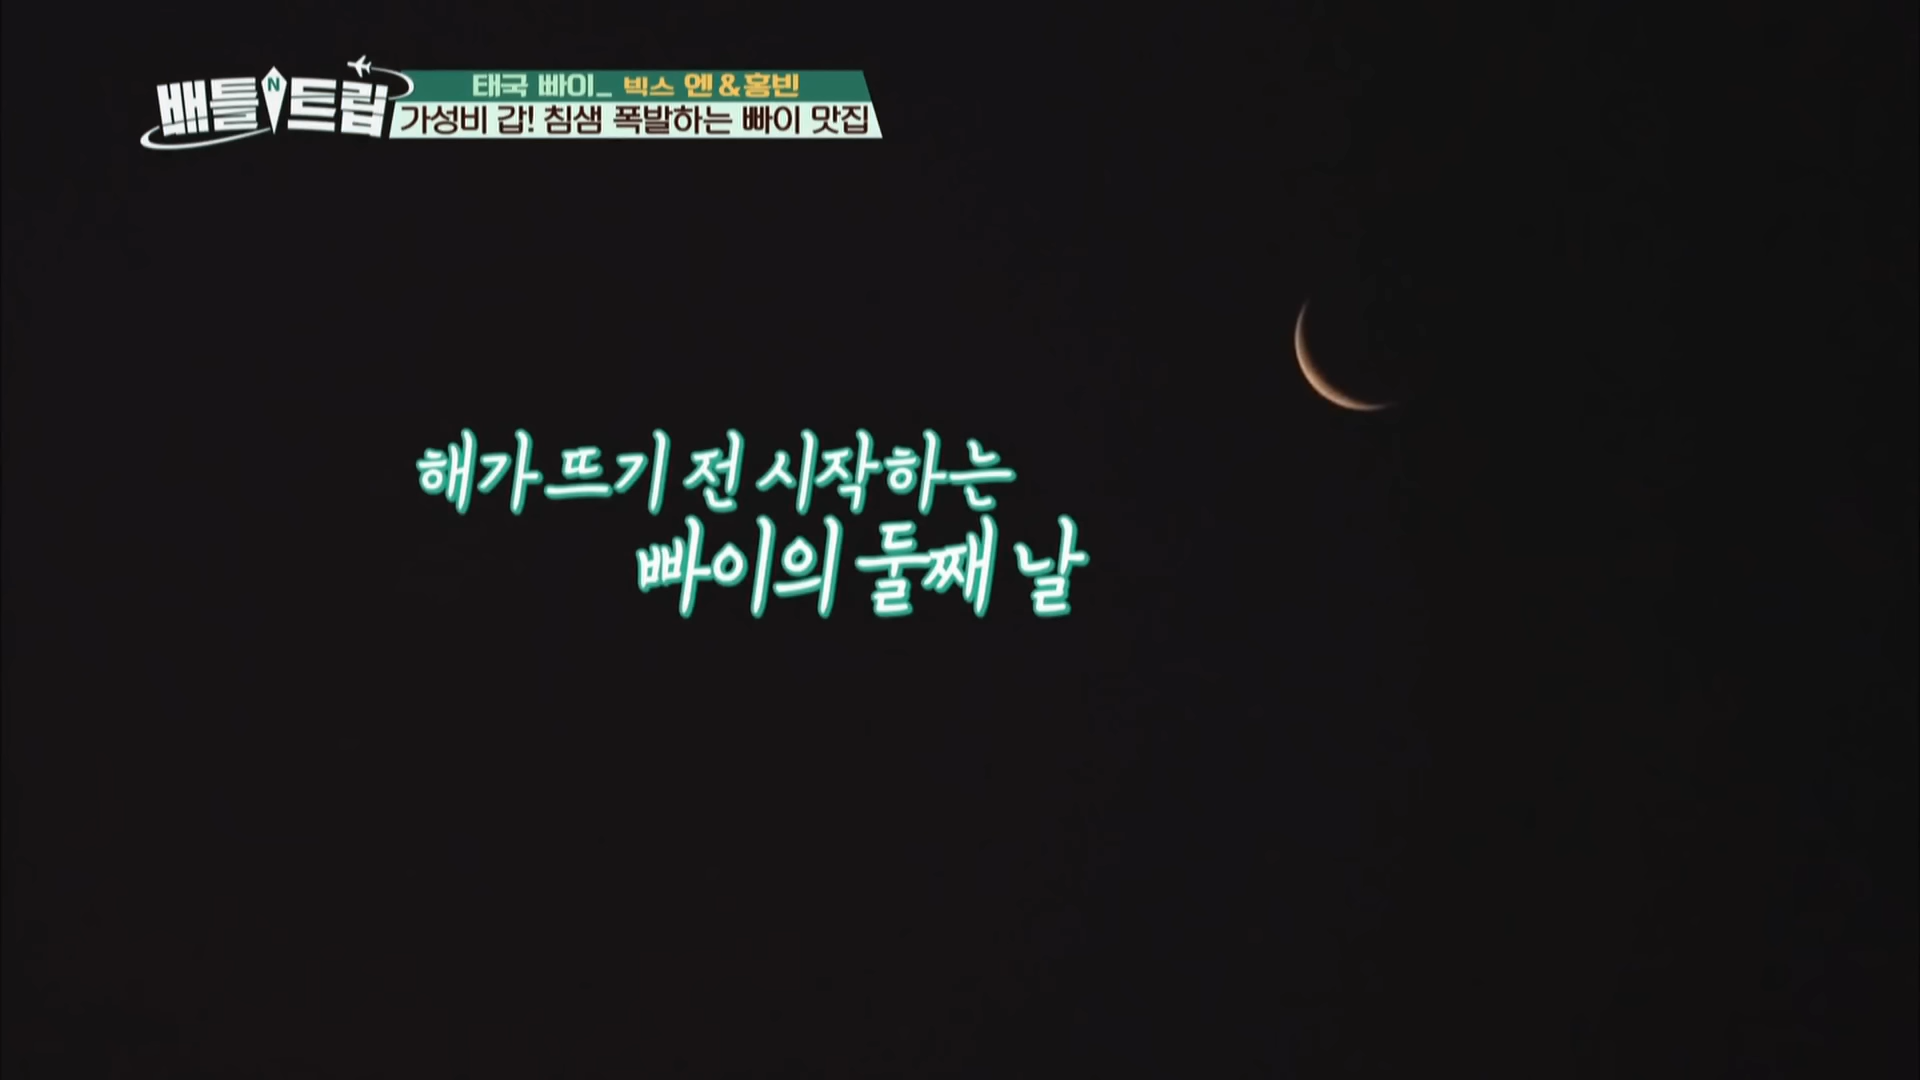 배틀트립
N
태국 빠이_ 빅스 엔&홍빈
가성비 갑! 침샘 폭발하는 빠이 맛집
해가 뜨기 전 시작하는
빠이의 둘째 날